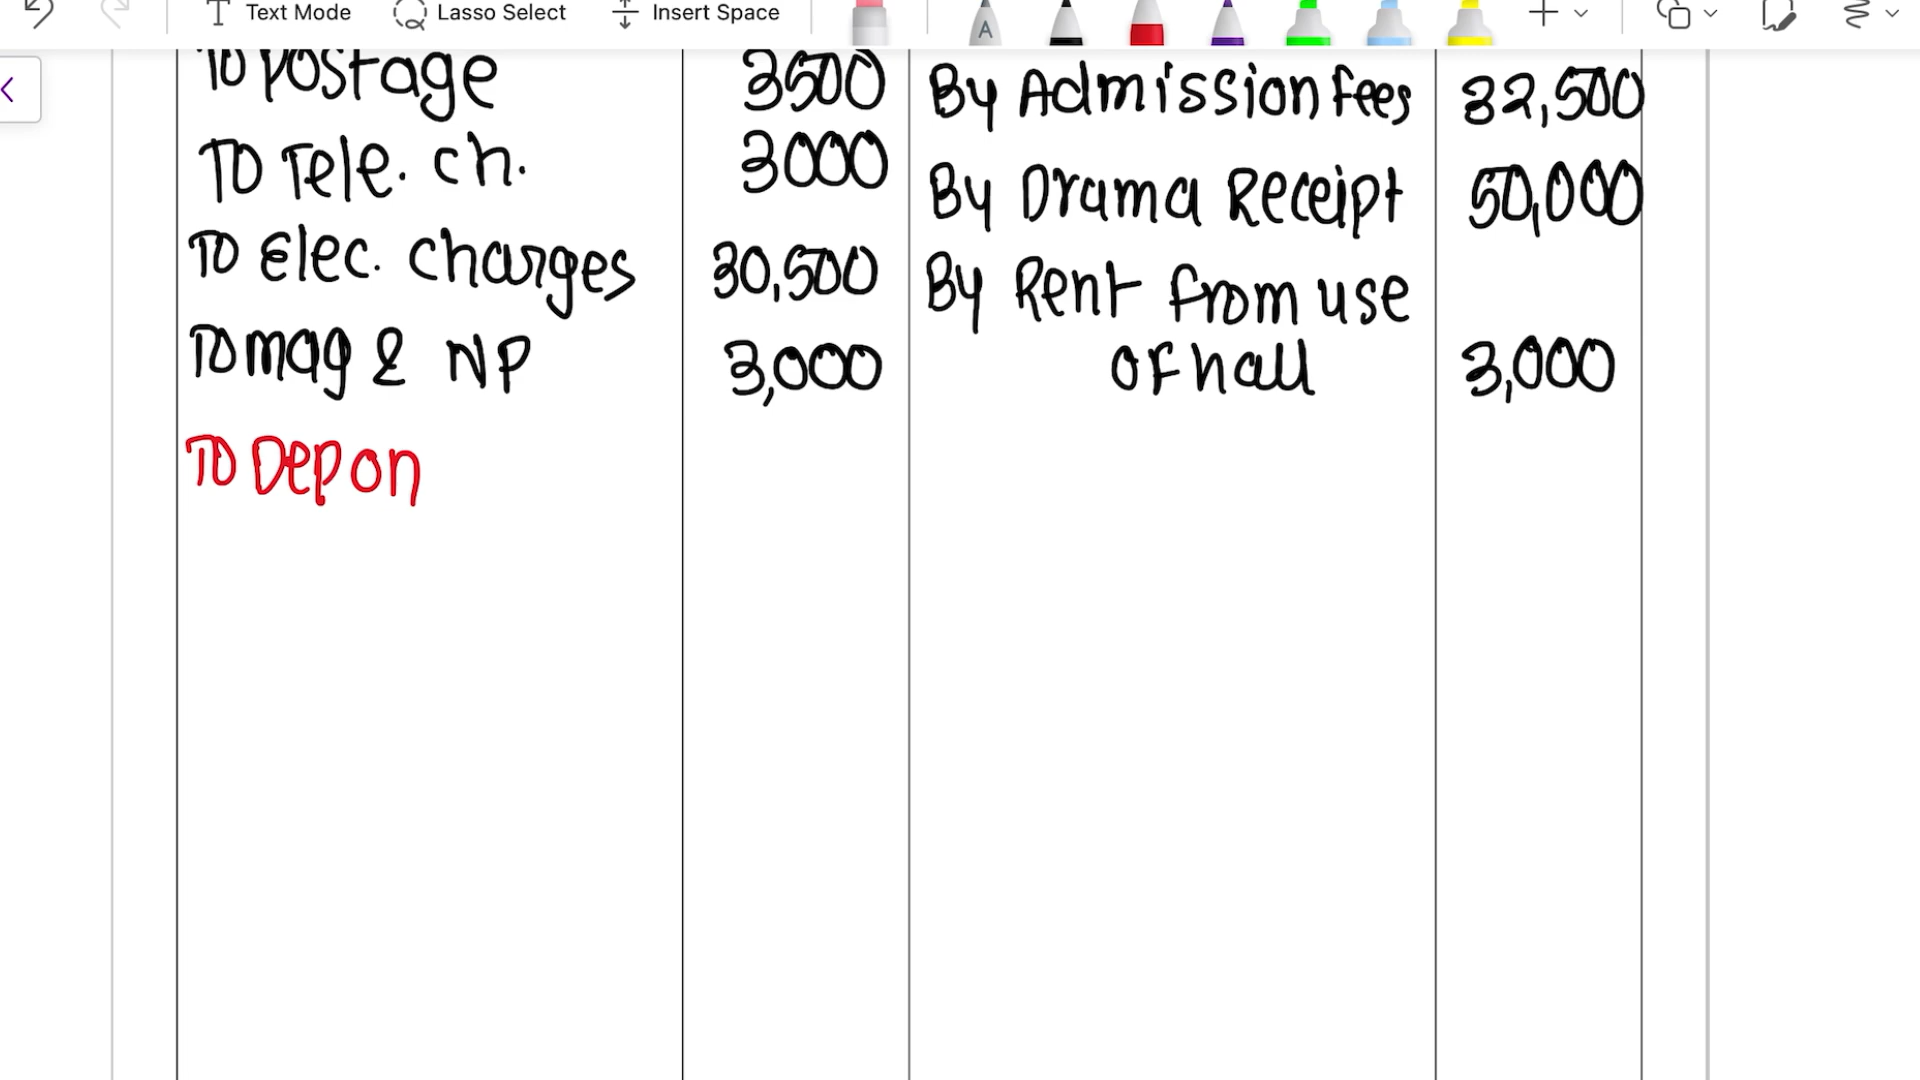 Text Mode Lasso Select Insert Space
A
To Postage 3500 By Admission fees 32,500
To Tele. ch. 3000
By Drama Receipt 50,000
To Elec. charges 30,500 By Rent from use
To mag & NP 3,000 of hall 3,000
To Dep on